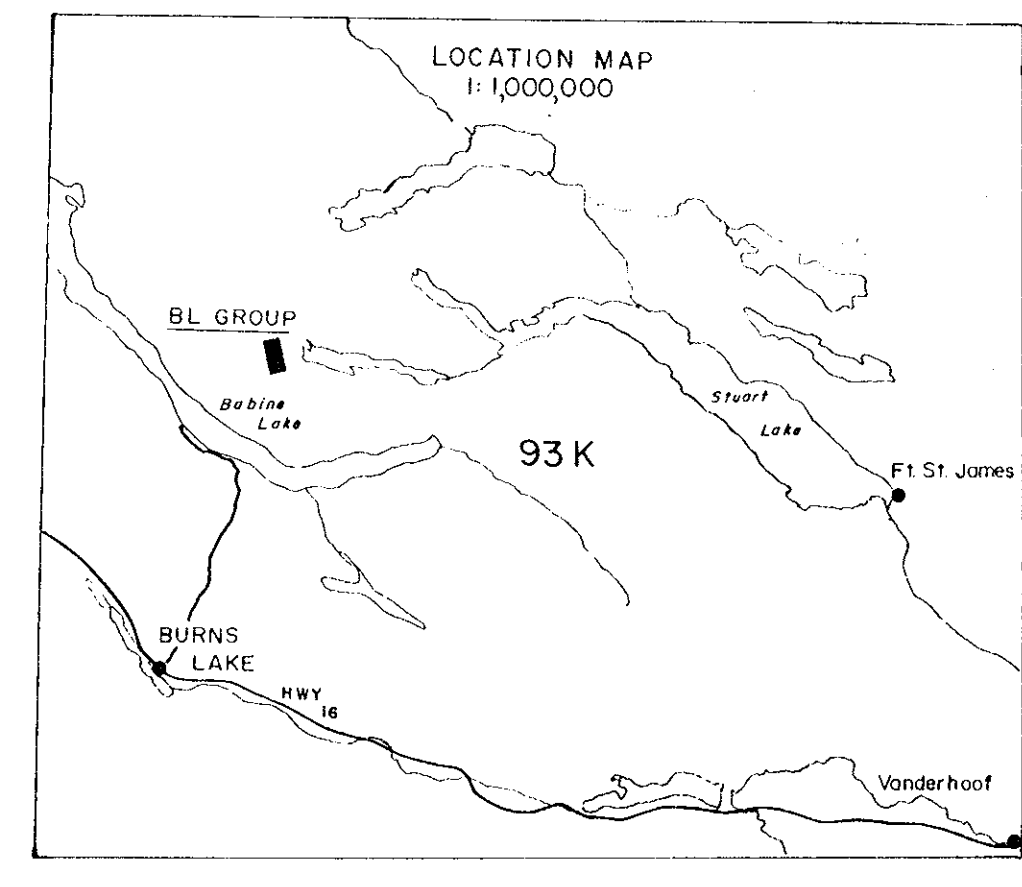 LOCATION MAP
1: 1,000,000
BL GROUP
Babine
Lake
Stuart
Lake
93 K
Ft. St. James
BURNS
LAKE
HWY
16
Vanderhoof